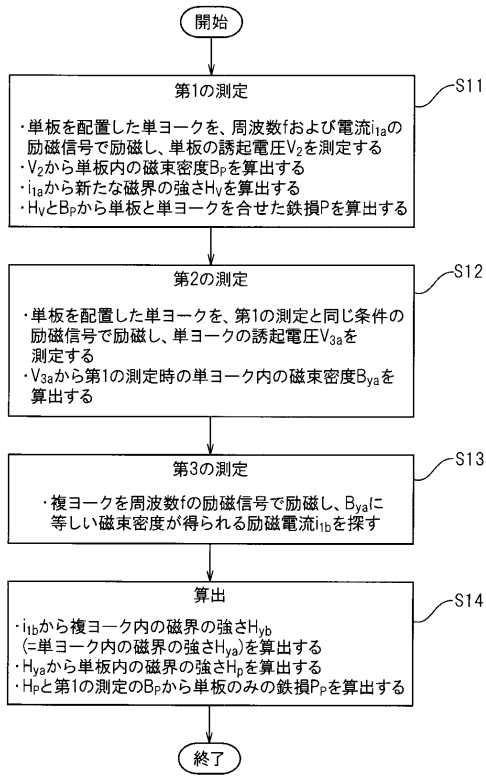 開始
S11
第1の測定
・単板を配置した単ヨークを、周波数fおよび電流i1aの
励磁信号で励磁し、単板の誘起電圧V2を測定する
・V2から単板内の磁束密度BPを算出する
・i1aから新たな磁界の強さHVを算出する
・HVとBPから単板と単ヨークを合せた鉄損Pを算出する
S12
第2の測定
・単板を配置した単ヨークを、第1の測定と同じ条件の
励磁信号で励磁し、単ヨークの誘起電圧V3aを
測定する
・V3aから第1の測定時の単ヨーク内の磁束密度Byaを
算出する
S13
第3の測定
・複ヨークを周波数fの励磁信号で励磁し、Byaに
等しい磁束密度が得られる励磁電流i1bを探す
S14
算出
・i1bから複ヨーク内の磁界の強さHyb
(=単ヨーク内の磁界の強さHya)を算出する
・Hyaから単板内の磁界の強さHpを算出する
・HPと第1の測定のBPから単板のみの鉄損PPを算出する
終了